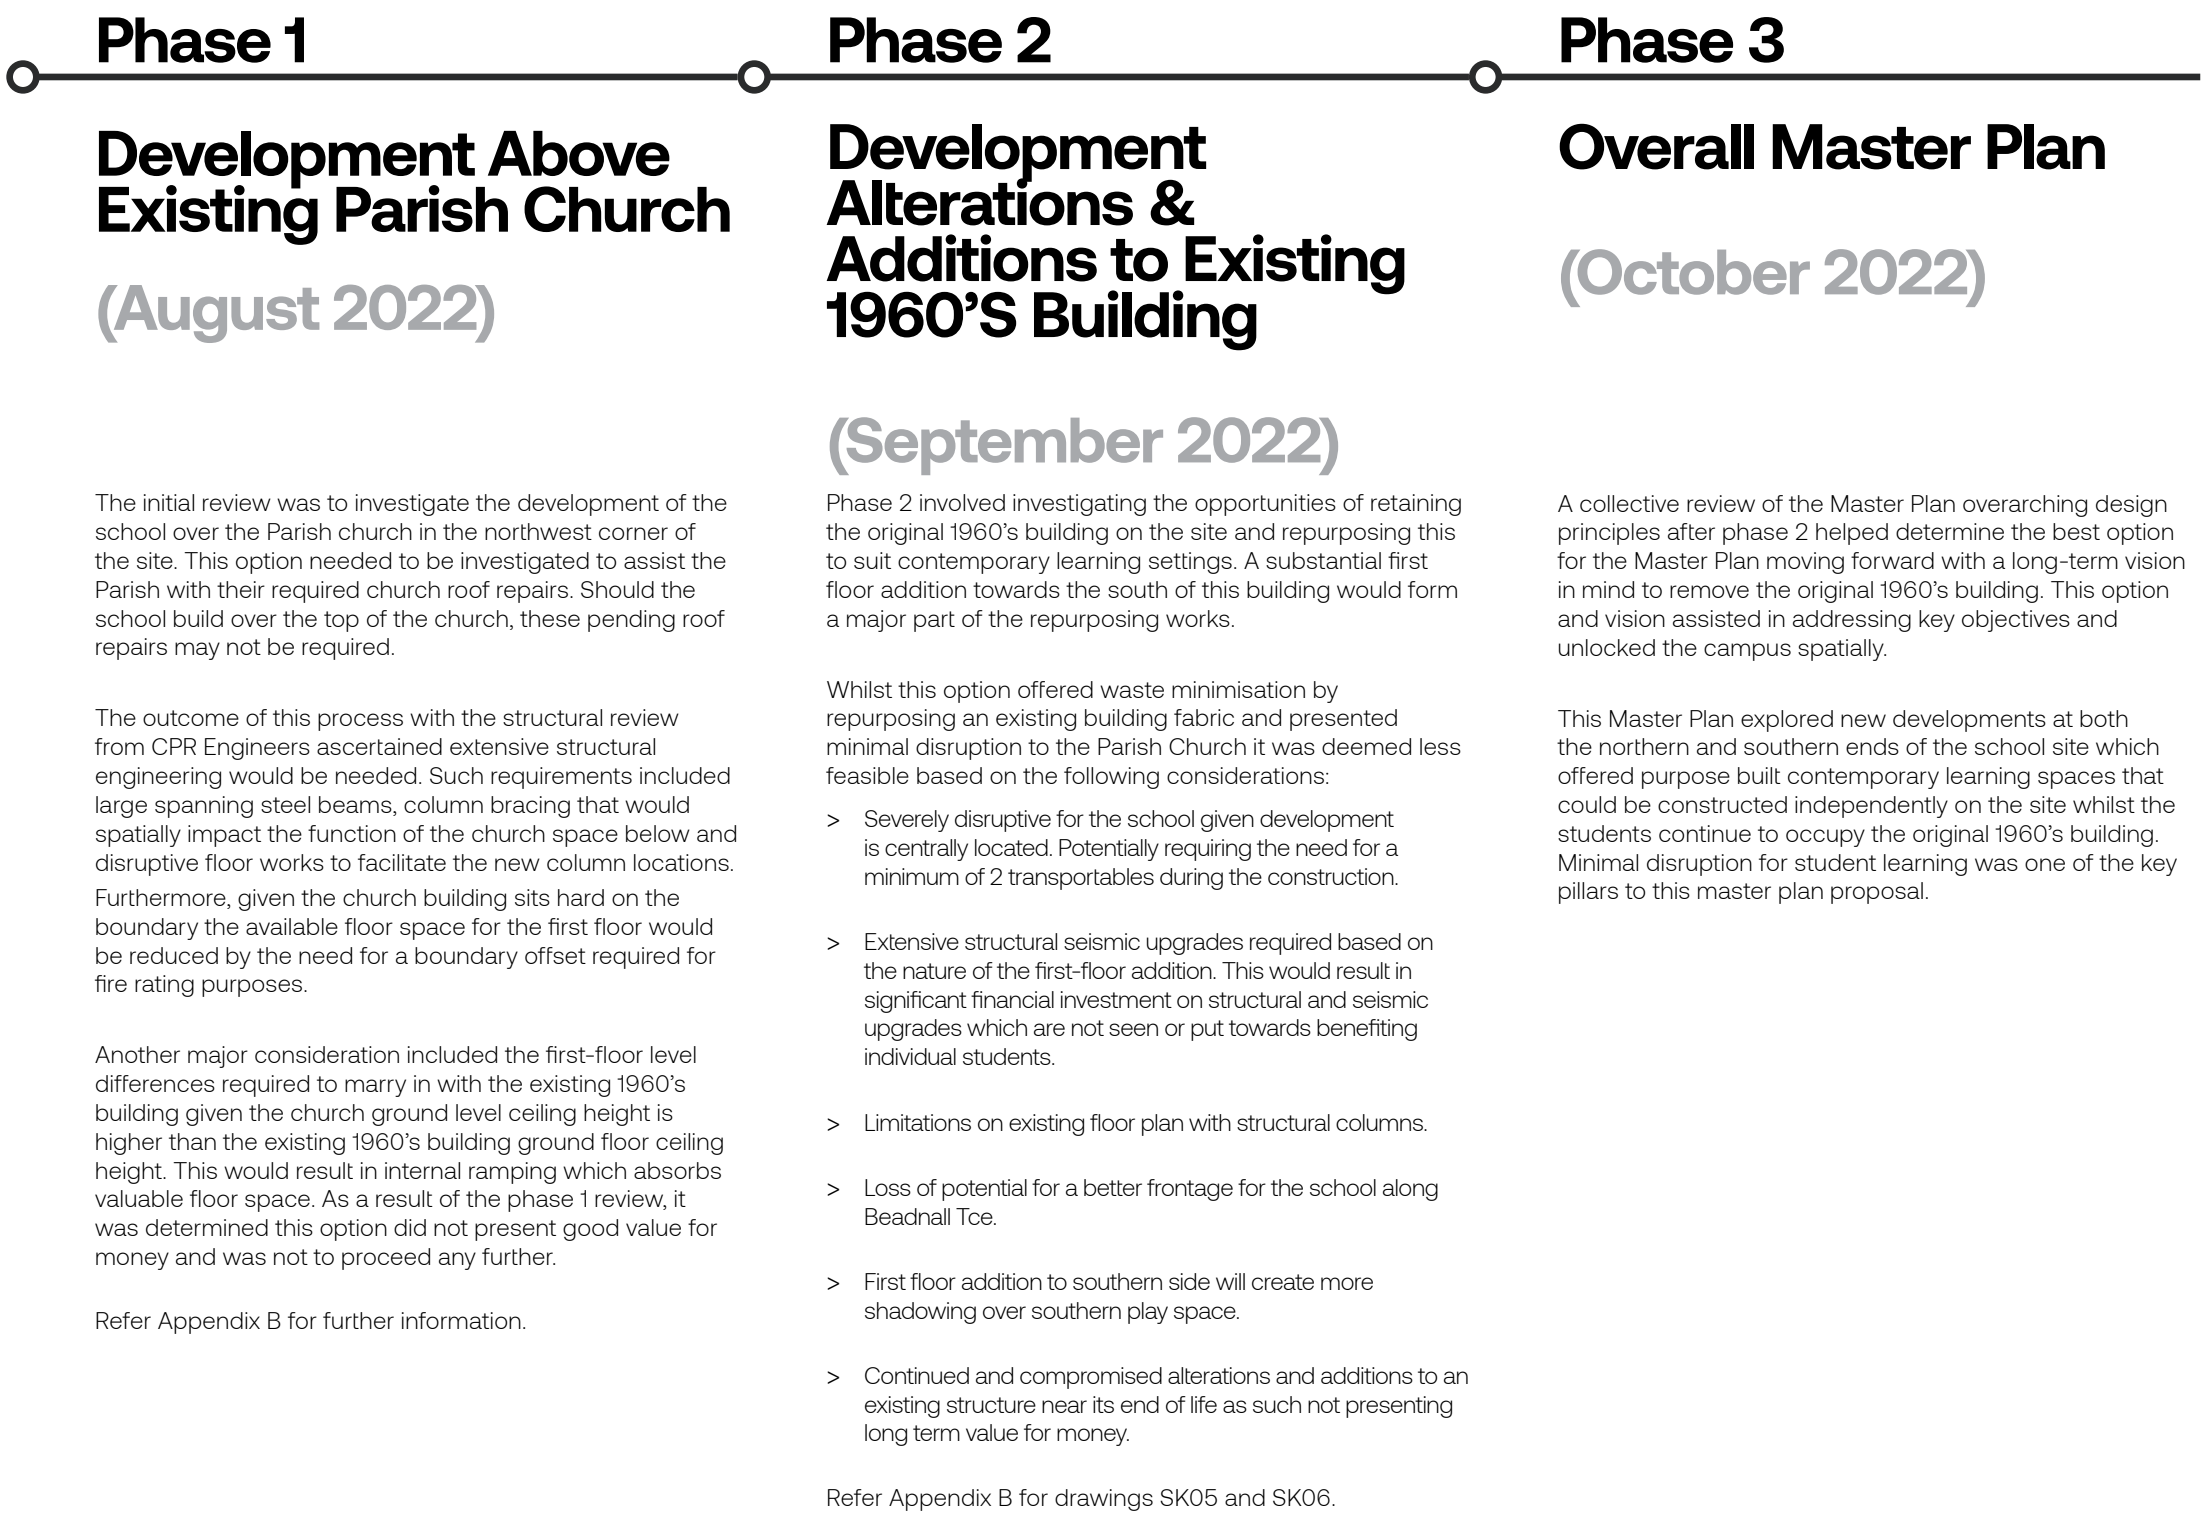 Phase 1
Development Above
Existing Parish Church
(August 2022)
The initial review was to investigate the development of the
school over the Parish church in the northwest corner of
the site. This option needed to be investigated to assist the
Parish with their required church roof repairs. Should the
school build over the top of the church, these pending roof
repairs may not be required.
The outcome of this process with the structural review
from CPR Engineers ascertained extensive structural
engineering would be needed. Such requirements included
large spanning steel beams, column bracing that would
spatially impact the function of the church space below and
disruptive floor works to facilitate the new column locations.
Furthermore, given the church building sits hard on the
boundary the available floor space for the first floor would
be reduced by the need for a boundary offset required for
fire rating purposes.
Another major consideration included the first-floor level
differences required to marry in with the existing 1960’s
building given the church ground level ceiling height is
higher than the existing 1960’s building ground floor ceiling
height. This would result in internal ramping which absorbs
valuable floor space. As a result of the phase 1 review, it
was determined this option did not present good value for
money and was not to proceed any further.
Refer Appendix B for further information.
Phase 2
Development
Alterations &
Additions to Existing
1960’S Building
(September 2022)
Phase 2 involved investigating the opportunities of retaining
the original 1960’s building on the site and repurposing this
to suit contemporary learning settings. A substantial first
floor addition towards the south of this building would form
a major part of the repurposing works.
Whilst this option offered waste minimisation by
repurposing an existing building fabric and presented
minimal disruption to the Parish Church it was deemed less
feasible based on the following considerations:
> Severely disruptive for the school given development
is centrally located. Potentially requiring the need for a
minimum of 2 transportables during the construction.
> Extensive structural seismic upgrades required based on
the nature of the first-floor addition. This would result in
significant financial investment on structural and seismic
upgrades which are not seen or put towards benefiting
individual students.
> Limitations on existing floor plan with structural columns.
> Loss of potential for a better frontage for the school along
Beadnall Tce.
> First floor addition to southern side will create more
shadowing over southern play space.
> Continued and compromised alterations and additions to an
existing structure near its end of life as such not presenting
long term value for money.
Refer Appendix B for drawings SK05 and SK06.
Phase 3
Overall Master Plan
(October 2022)
A collective review of the Master Plan overarching design
principles after phase 2 helped determine the best option
for the Master Plan moving forward with a long-term vision
in mind to remove the original 1960’s building. This option
and vision assisted in addressing key objectives and
unlocked the campus spatially.
This Master Plan explored new developments at both
the northern and southern ends of the school site which
offered purpose built contemporary learning spaces that
could be constructed independently on the site whilst the
students continue to occupy the original 1960’s building.
Minimal disruption for student learning was one of the key
pillars to this master plan proposal.